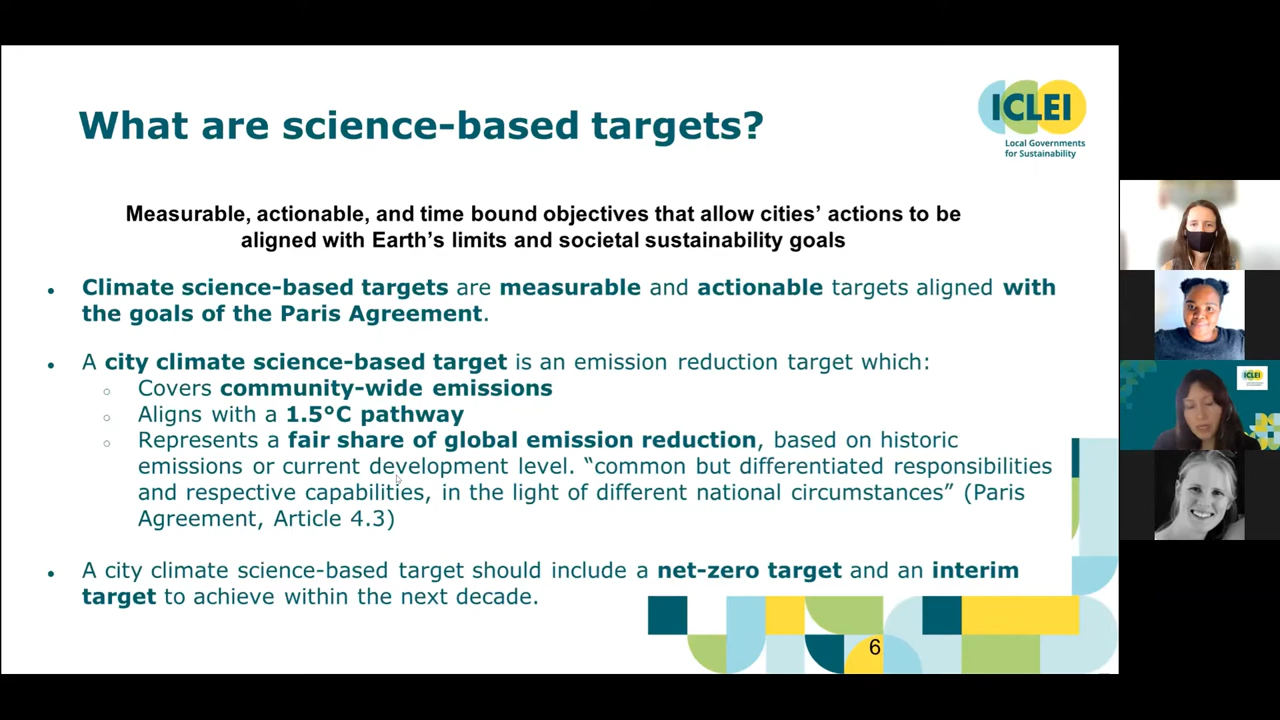 What are science-based targets?
ICLEI
Local Governments
for Sustainability
Measurable, actionable, and time bound objectives that allow cities’ actions to be
aligned with Earth’s limits and societal sustainability goals
• Climate science-based targets are measurable and actionable targets aligned with
the goals of the Paris Agreement.
• A city climate science-based target is an emission reduction target which:
○ Covers community-wide emissions
○ Aligns with a 1.5°C pathway
○ Represents a fair share of global emission reduction, based on historic
emissions or current development level. “common but differentiated responsibilities
and respective capabilities, in the light of different national circumstances” (Paris
Agreement, Article 4.3)
• A city climate science-based target should include a net-zero target and an interim
target to achieve within the next decade.
6
ICLEI